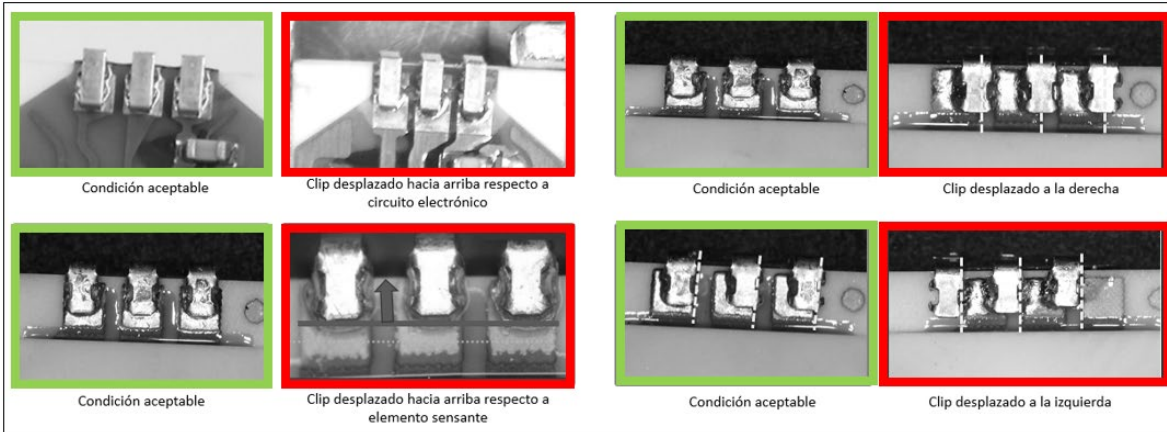 Condición aceptable
Clip desplazado hacia arriba respecto a
circuito electrónico
Condición aceptable
Clip desplazado a la derecha
Condición aceptable
Clip desplazado hacia arriba respecto a
elemento sensante
Condición aceptable
Clip desplazado a la izquierda